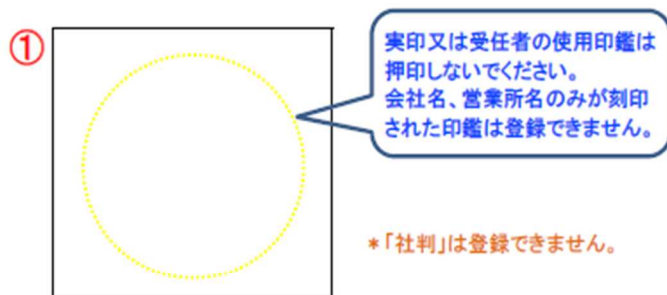 ①
実印又は受任者の使用印鑑は
押印しないでください。
会社名、営業所名のみが刻印
された印鑑は登録できません。
*「社判」は登録できません。